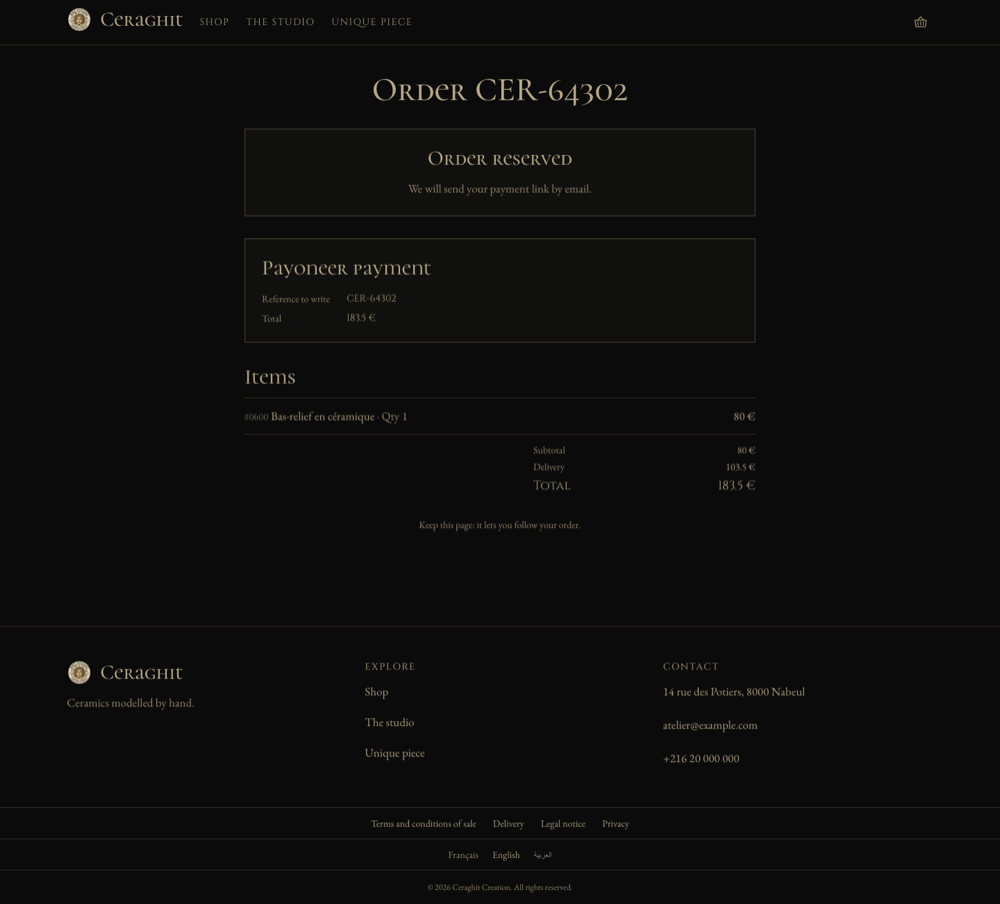 Ceraghit SHOP THE STUDIO UNIQUE PIECE
Order CER-64302
Order reserved
We will send your payment link by email.
Payoneer payment
Reference to write CER-64302
Total 183.5 €
Items
#0600 Bas-relief en céramique · Qty 1 80 €
Subtotal 80 €
Delivery 103.5 €
Total 183.5 €
Keep this page: it lets you follow your order.
Ceraghit
Ceramics modelled by hand.
EXPLORE
Shop
The studio
Unique piece
CONTACT
14 rue des Potiers, 8000 Nabeul
atelier@example.com
+216 20 000 000
Terms and conditions of sale Delivery Legal notice Privacy
Français English العربية
© 2026 Ceraghit Creation. All rights reserved.